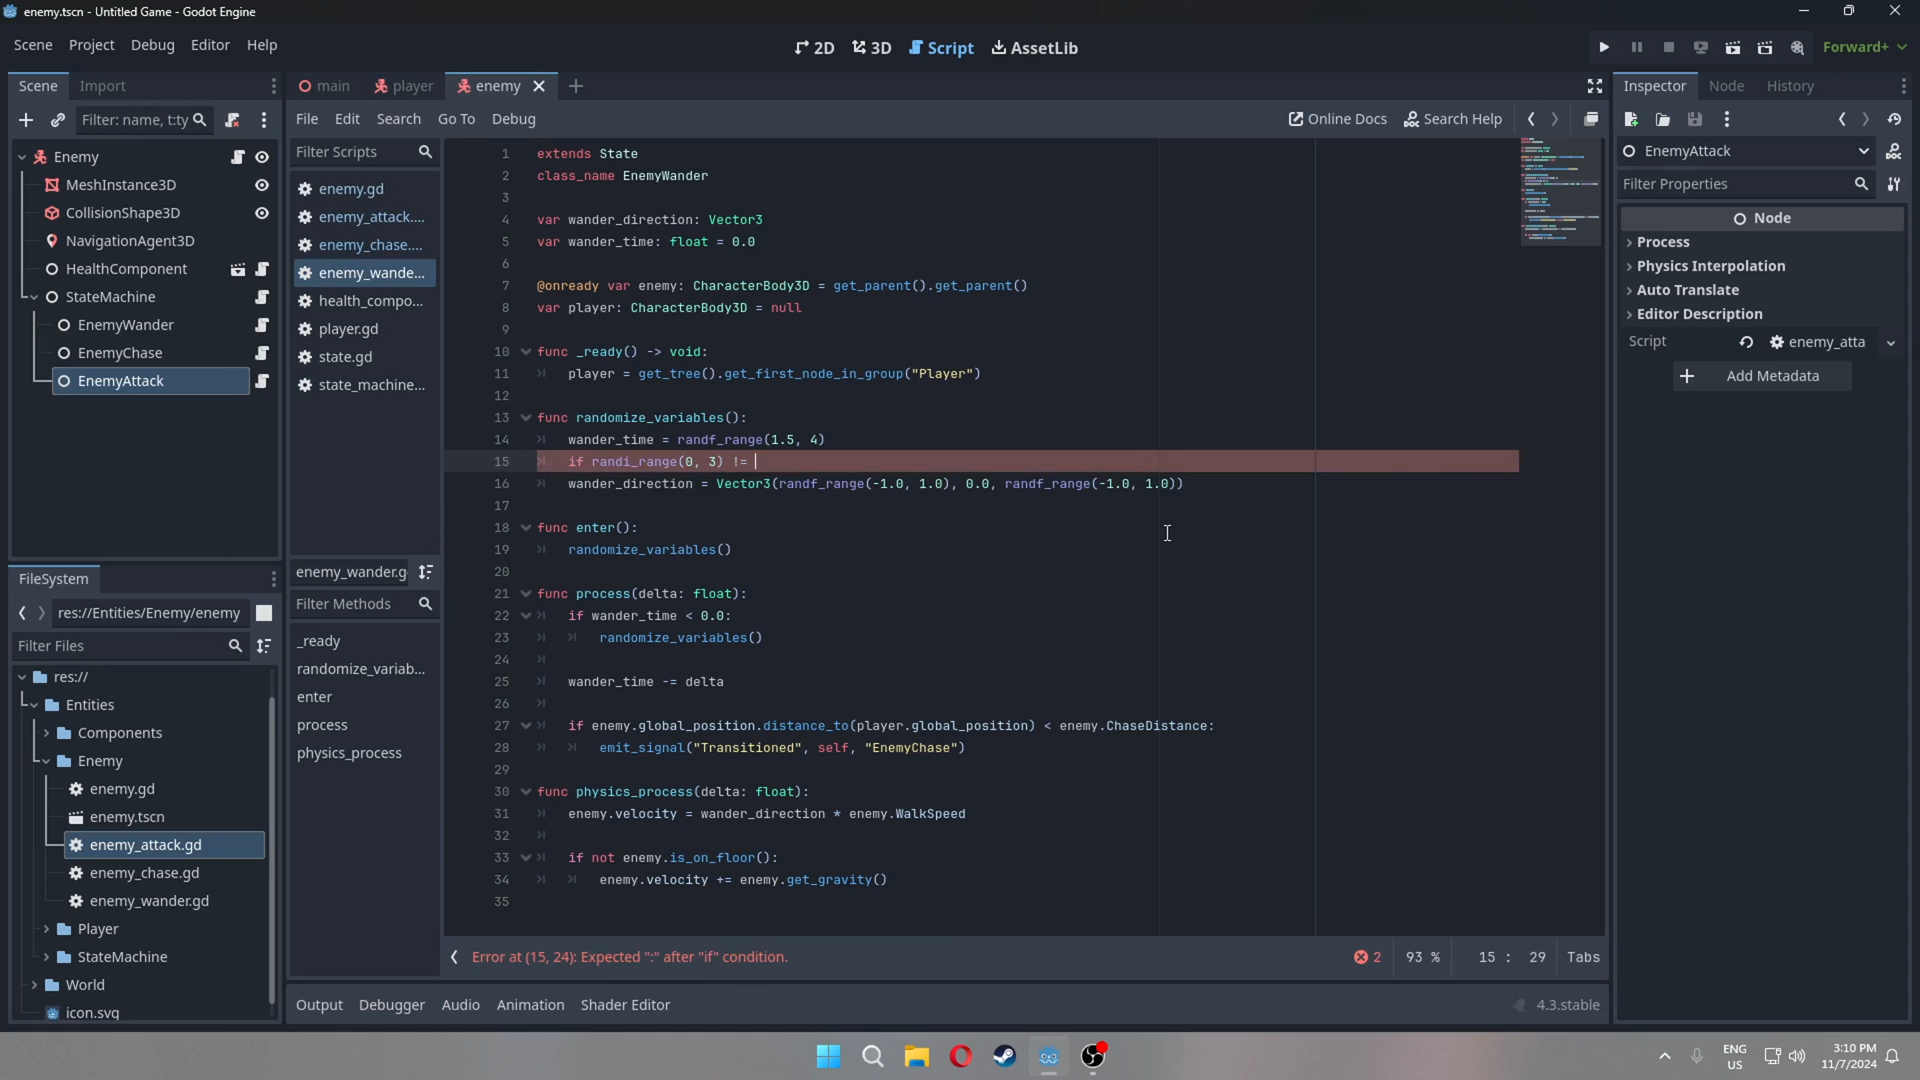 enemy.tscn - Untitled Game - Godot Engine
Scene Project Debug Editor Help
2D 3D Script AssetLib
Forward+
Scene Import
main player enemy
Inspector Node History
Filter: name, t:ty
File Edit Search Go To Debug
Online Docs Search Help
Enemy
MeshInstance3D
CollisionShape3D
NavigationAgent3D
HealthComponent
StateMachine
EnemyWander
EnemyChase
EnemyAttack
Filter Scripts
enemy.gd
enemy_attack....
enemy_chase....
enemy_wande...
health_compo...
player.gd
state.gd
state_machine...
enemy_wander.g
Filter Methods
_ready
randomize_variab...
enter
process
physics_process
1 extends State
2 class_name EnemyWander
3
4 var wander_direction: Vector3
5 var wander_time: float = 0.0
6
7 @onready var enemy: CharacterBody3D = get_parent().get_parent()
8 var player: CharacterBody3D = null
9
10 func _ready() -> void:
11 player = get_tree().get_first_node_in_group("Player")
12
13 func randomize_variables():
14 wander_time = randf_range(1.5, 4)
15 if randi_range(0, 3) !=
16 wander_direction = Vector3(randf_range(-1.0, 1.0), 0.0, randf_range(-1.0, 1.0))
17
18 func enter():
19 randomize_variables()
20
21 func process(delta: float):
22 if wander_time < 0.0:
23 randomize_variables()
24
25 wander_time -= delta
26
27 if enemy.global_position.distance_to(player.global_position) < enemy.ChaseDistance:
28 emit_signal("Transitioned", self, "EnemyChase")
29
30 func physics_process(delta: float):
31 enemy.velocity = wander_direction * enemy.WalkSpeed
32
33 if not enemy.is_on_floor():
34 enemy.velocity += enemy.get_gravity()
35
Error at (15, 24): Expected ":" after "if" condition.
2 93 % 15 : 29 Tabs
Output Debugger Audio Animation Shader Editor
4.3.stable
EnemyAttack
Filter Properties
Node
Process
Physics Interpolation
Auto Translate
Editor Description
Script enemy_atta
Add Metadata
FileSystem
res://Entities/Enemy/enemy
Filter Files
res://
Entities
Components
Enemy
enemy.gd
enemy.tscn
enemy_attack.gd
enemy_chase.gd
enemy_wander.gd
Player
StateMachine
World
icon.svg
ENG
US
3:10 PM
11/7/2024